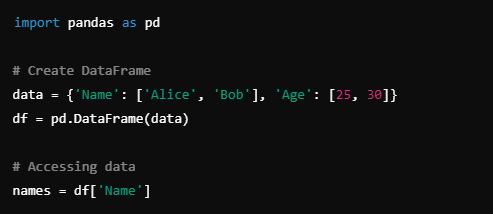 import pandas as pd
# Create DataFrame
data = {'Name': ['Alice', 'Bob'], 'Age': [25, 30]}
df = pd.DataFrame(data)
# Accessing data
names = df['Name']